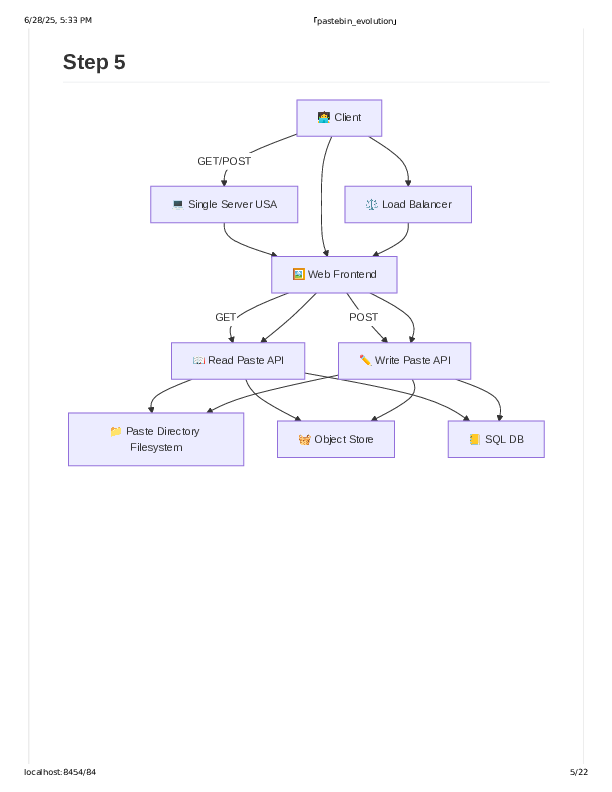 6/28/25, 5:33 PM
「pastebin_evolution」
Step 5
🧑‍💻 Client
GET/POST
💻 Single Server USA
⚖️ Load Balancer
🖼️ Web Frontend
GET
POST
📖 Read Paste API
✏️ Write Paste API
📁 Paste Directory
Filesystem
🧺 Object Store
📒 SQL DB
localhost:8454/84
5/22